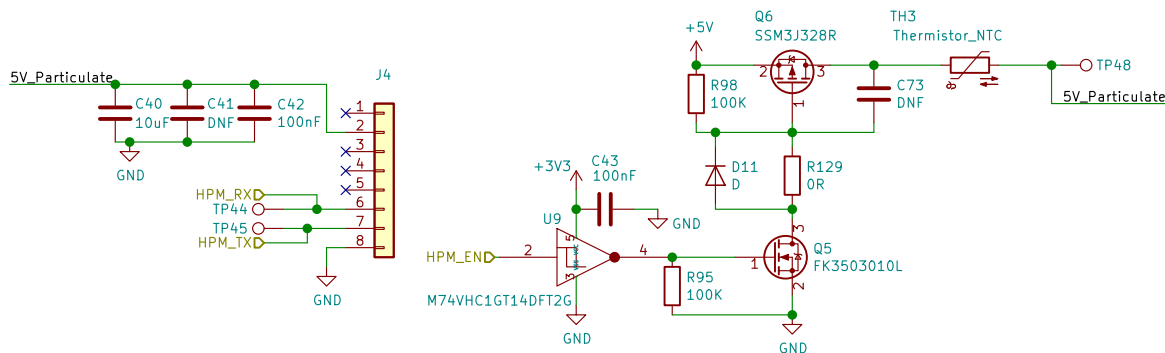 5V_Particulate
C40
10uF
C41
DNF
C42
100nF
GND
J4
1
2
3
4
5
6
7
8
HPM_RX
TP44
TP45
HPM_TX
GND
+3V3
C43
100nF
GND
U9
5
2
4
3
HPM_EN
M74VHC1GT14DFT2G
GND
R95
100K
+5V
R98
100K
Q6
SSM3J328R
2
3
1
C73
DNF
TH3
Thermistor_NTC
θ
TP48
5V_Particulate
D11
D
R129
0R
3
1
2
Q5
FK3503010L
GND